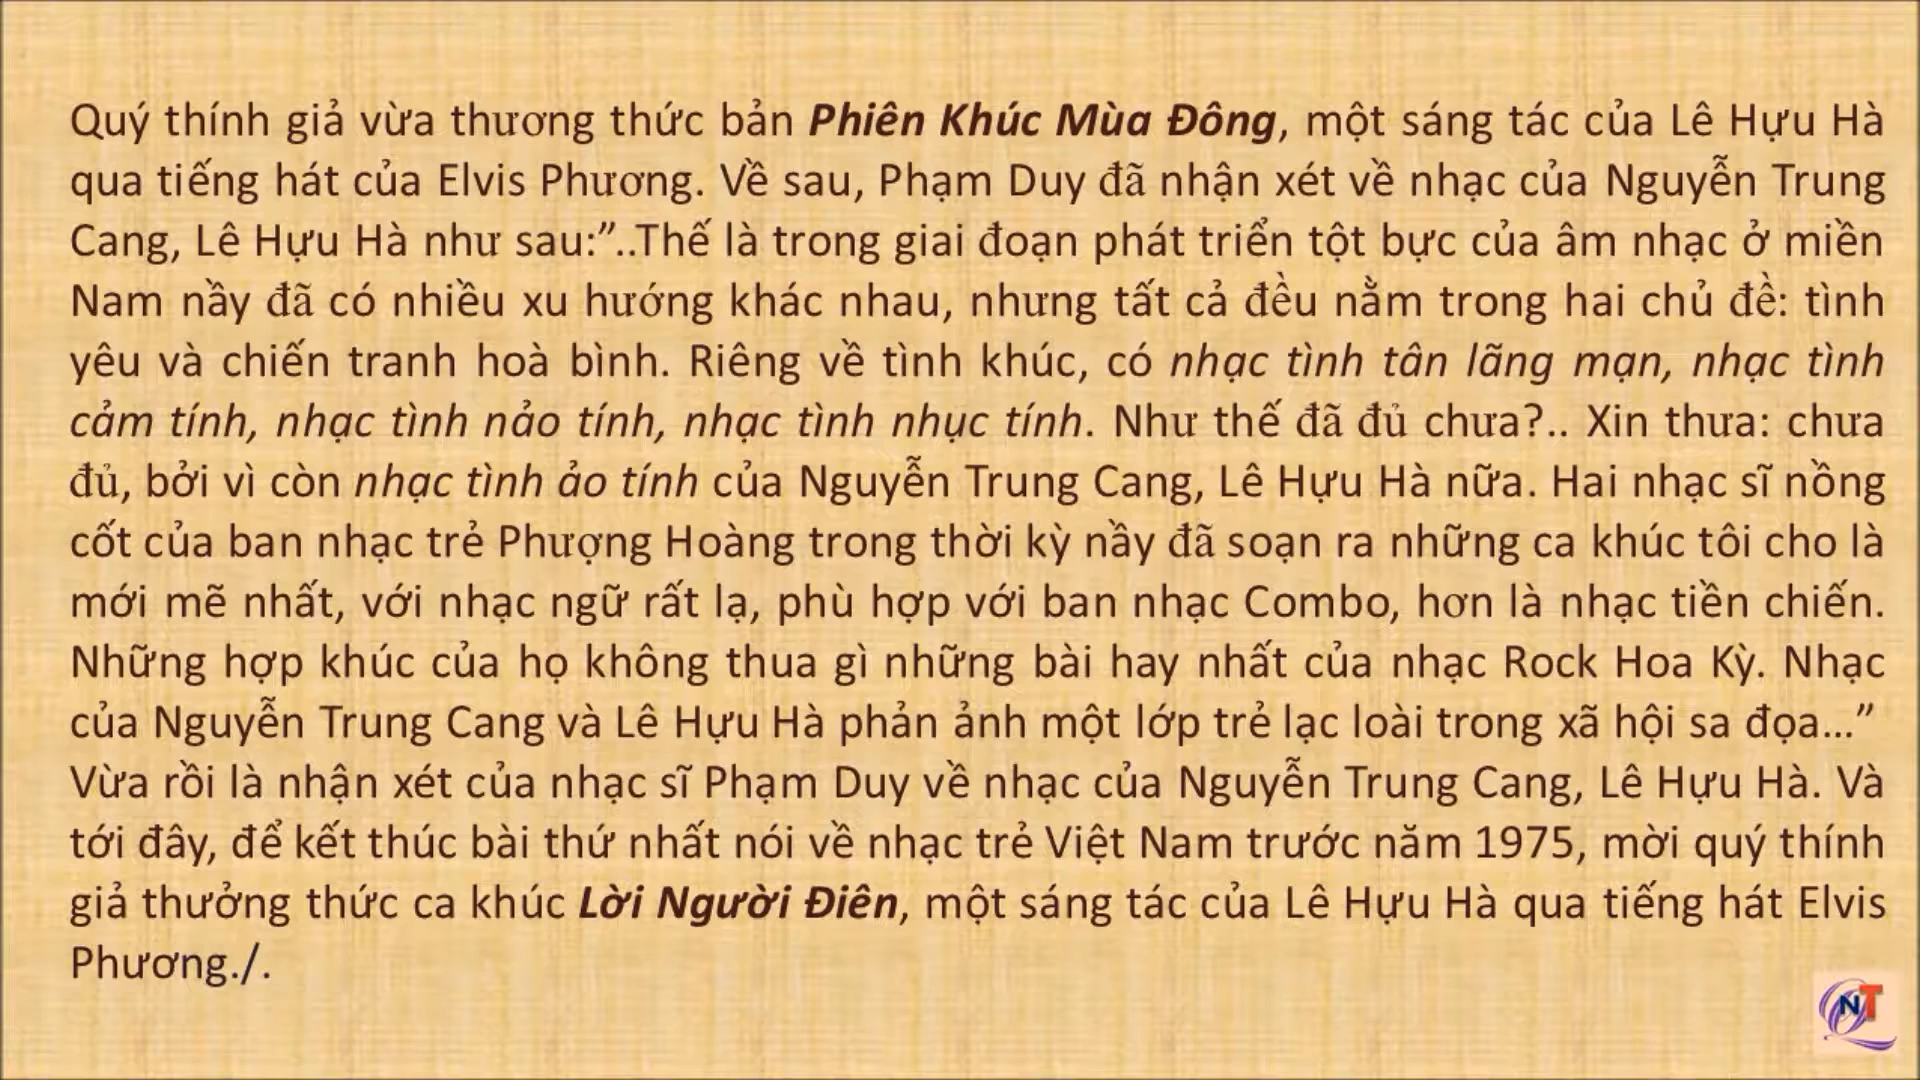 Quý thính giả vừa thương thức bản Phiên Khúc Mùa Đông, một sáng tác của Lê Hựu Hà
qua tiếng hát của Elvis Phương. Về sau, Phạm Duy đã nhận xét về nhạc của Nguyễn Trung
Cang, Lê Hựu Hà như sau:”..Thế là trong giai đoạn phát triển tột bực của âm nhạc ở miền
Nam nầy đã có nhiều xu hướng khác nhau, nhưng tất cả đều nằm trong hai chủ đề: tình
yêu và chiến tranh hoà bình. Riêng về tình khúc, có nhạc tình tân lãng mạn, nhạc tình
cảm tính, nhạc tình nảo tính, nhạc tình nhục tính. Như thế đã đủ chưa?.. Xin thưa: chưa
đủ, bởi vì còn nhạc tình ảo tính của Nguyễn Trung Cang, Lê Hựu Hà nữa. Hai nhạc sĩ nồng
cốt của ban nhạc trẻ Phượng Hoàng trong thời kỳ nầy đã soạn ra những ca khúc tôi cho là
mới mẽ nhất, với nhạc ngữ rất lạ, phù hợp với ban nhạc Combo, hơn là nhạc tiền chiến.
Những hợp khúc của họ không thua gì những bài hay nhất của nhạc Rock Hoa Kỳ. Nhạc
của Nguyễn Trung Cang và Lê Hựu Hà phản ảnh một lớp trẻ lạc loài trong xã hội sa đọa...”
Vừa rồi là nhận xét của nhạc sĩ Phạm Duy về nhạc của Nguyễn Trung Cang, Lê Hựu Hà. Và
tới đây, để kết thúc bài thứ nhất nói về nhạc trẻ Việt Nam trước năm 1975, mời quý thính
giả thưởng thức ca khúc Lời Người Điên, một sáng tác của Lê Hựu Hà qua tiếng hát Elvis
Phương./.
NT